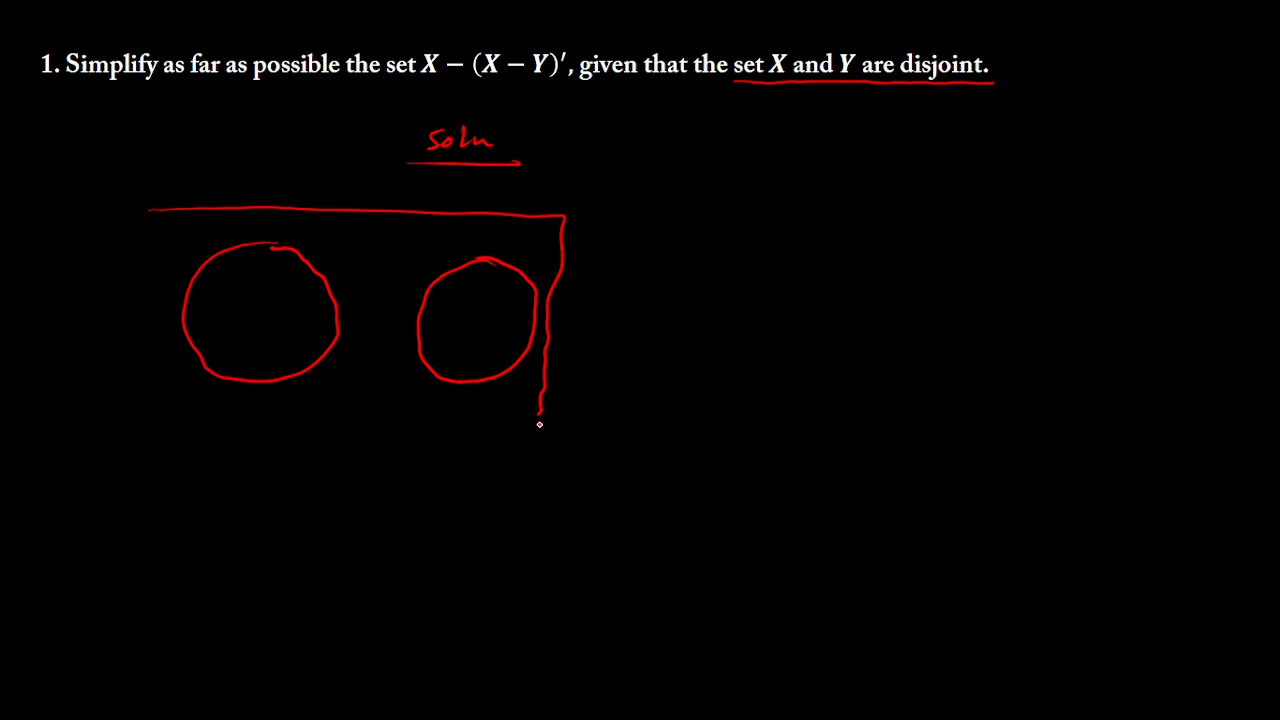 1. Simplify as far as possible the set X − (X − Y)′, given that the set X and Y are disjoint.
Soln